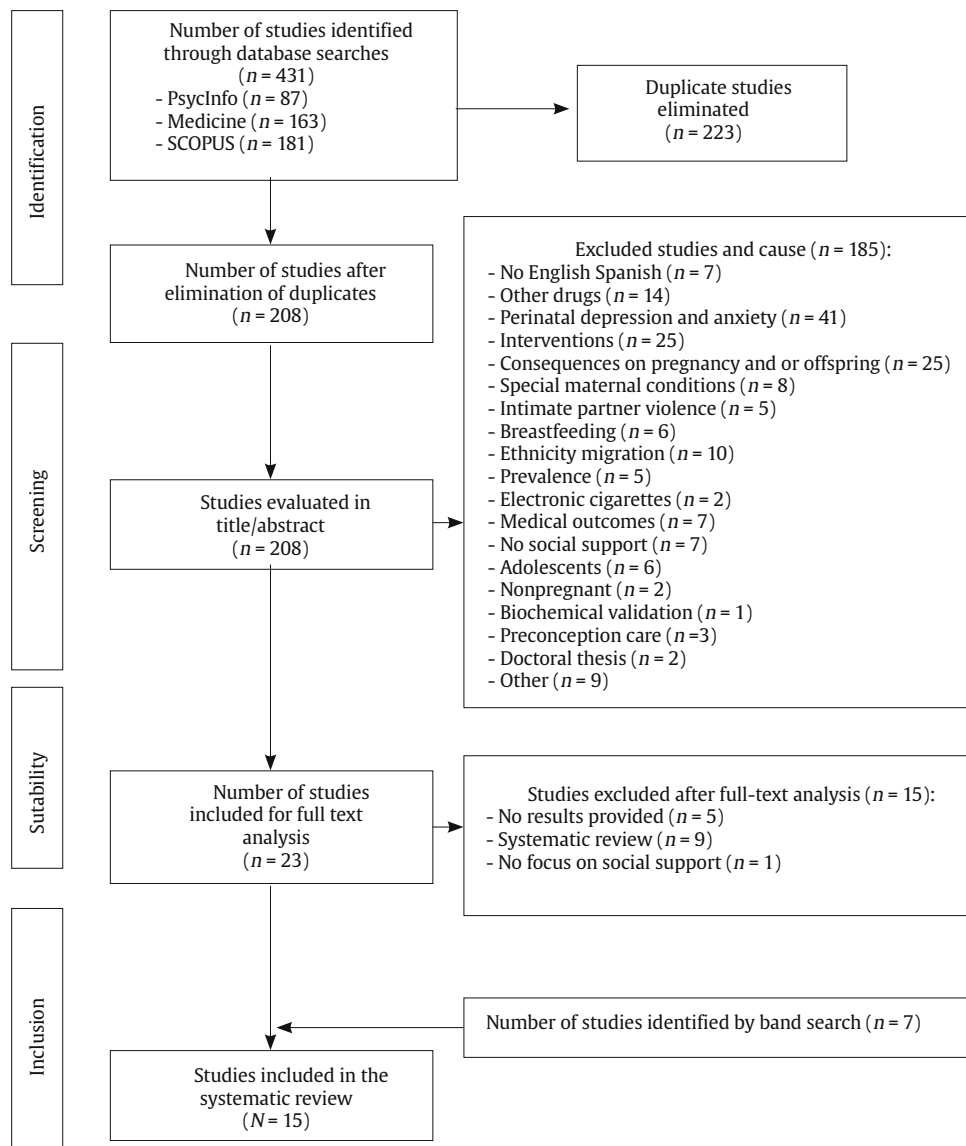 Identification
Number of studies identified
through database searches
(n = 431)
- PsycInfo (n = 87)
- Medicine (n = 163)
- SCOPUS (n = 181)
Duplicate studies
eliminated
(n = 223)
Number of studies after
elimination of duplicates
(n = 208)
Screening
Studies evaluated in
title/abstract
(n = 208)
Excluded studies and cause (n = 185):
- No English Spanish (n = 7)
- Other drugs (n = 14)
- Perinatal depression and anxiety (n = 41)
- Interventions (n = 25)
- Consequences on pregnancy and or offspring (n = 25)
- Special maternal conditions (n = 8)
- Intimate partner violence (n = 5)
- Breastfeeding (n = 6)
- Ethnicity migration (n = 10)
- Prevalence (n = 5)
- Electronic cigarettes (n = 2)
- Medical outcomes (n = 7)
- No social support (n = 7)
- Adolescents (n = 6)
- Nonpregnant (n = 2)
- Biochemical validation (n = 1)
- Preconception care (n =3)
- Doctoral thesis (n = 2)
- Other (n = 9)
Sutability
Number of studies
included for full text
analysis
(n = 23)
Studies excluded after full-text analysis (n = 15):
- No results provided (n = 5)
- Systematic review (n = 9)
- No focus on social support (n = 1)
Inclusion
Number of studies identified by band search (n = 7)
Studies included in the
systematic review
(N = 15)